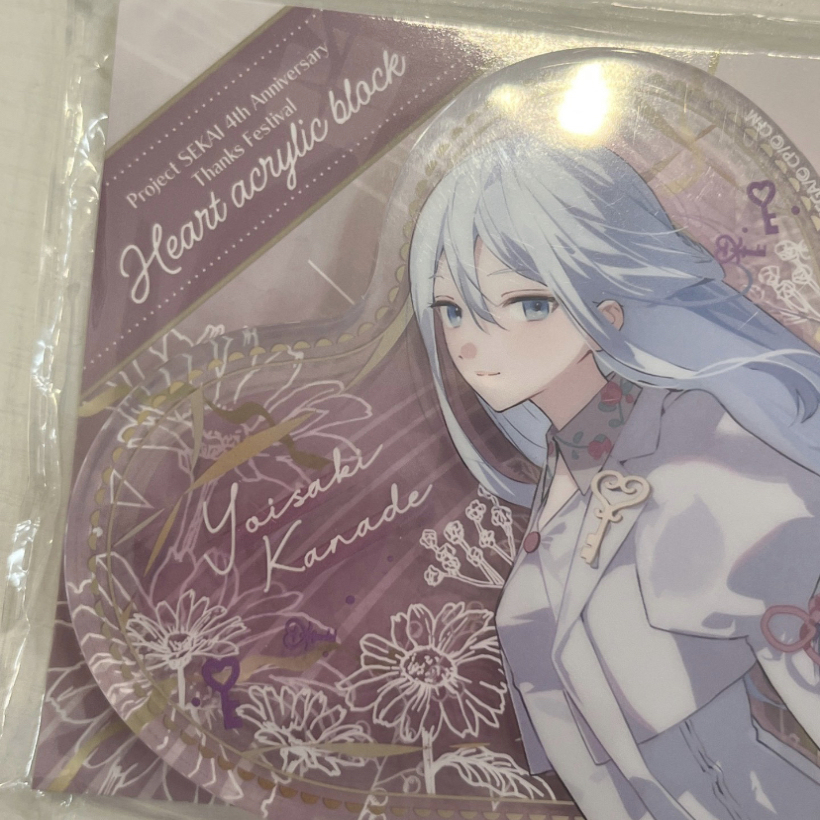 Project SEKAI 4th Anniversary
Thanks Festival
Heart acrylic block
Yoisaki
Kanade